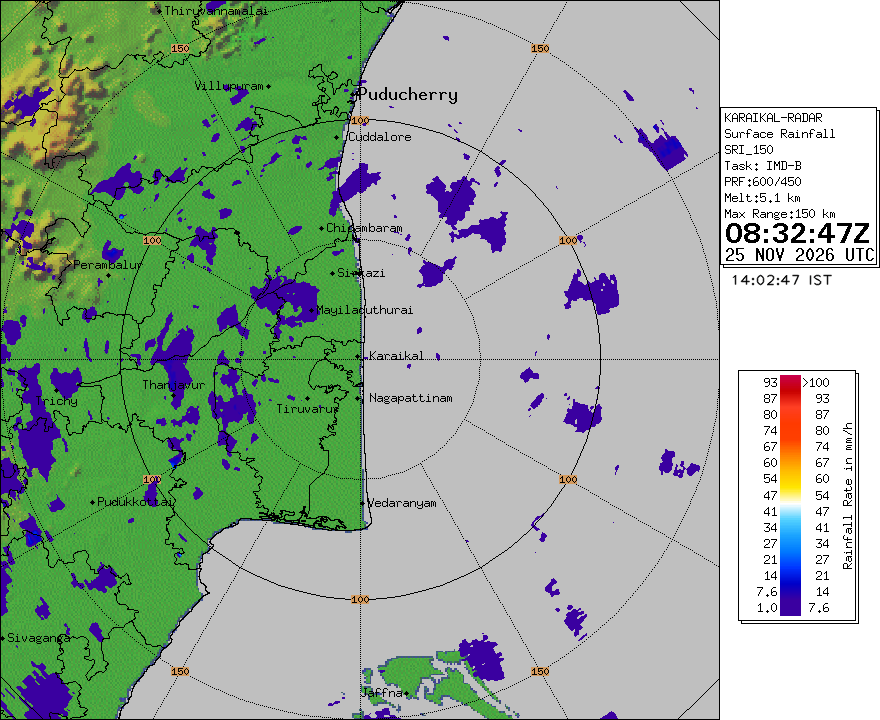 Thiruvannamalai
150
150
Villupuram
Puducherry
100
Cuddalore
Chidambaram
100
100
Perambalur
Sirkazi
Mayiladuthurai
Karaikal
Thanjavur
Trichy
Tiruvarur
Nagapattinam
100
100
Pudukkottai
Vedaranyam
100
Sivaganga
150
150
Jaffna
KARAIKAL-RADAR
Surface Rainfall
SRI_150
Task: IMD-B
PRF:600/450
Melt:5.1 km
Max Range:150 km
08:32:47Z
25 NOV 2026 UTC
14:02:47 IST
93 >100
87 93
80 87
74 80
67 74
60 67
54 60
47 54
41 47
34 41
27 34
21 27
14 21
7.6 14
1.0 7.6
Rainfall Rate in mm/h